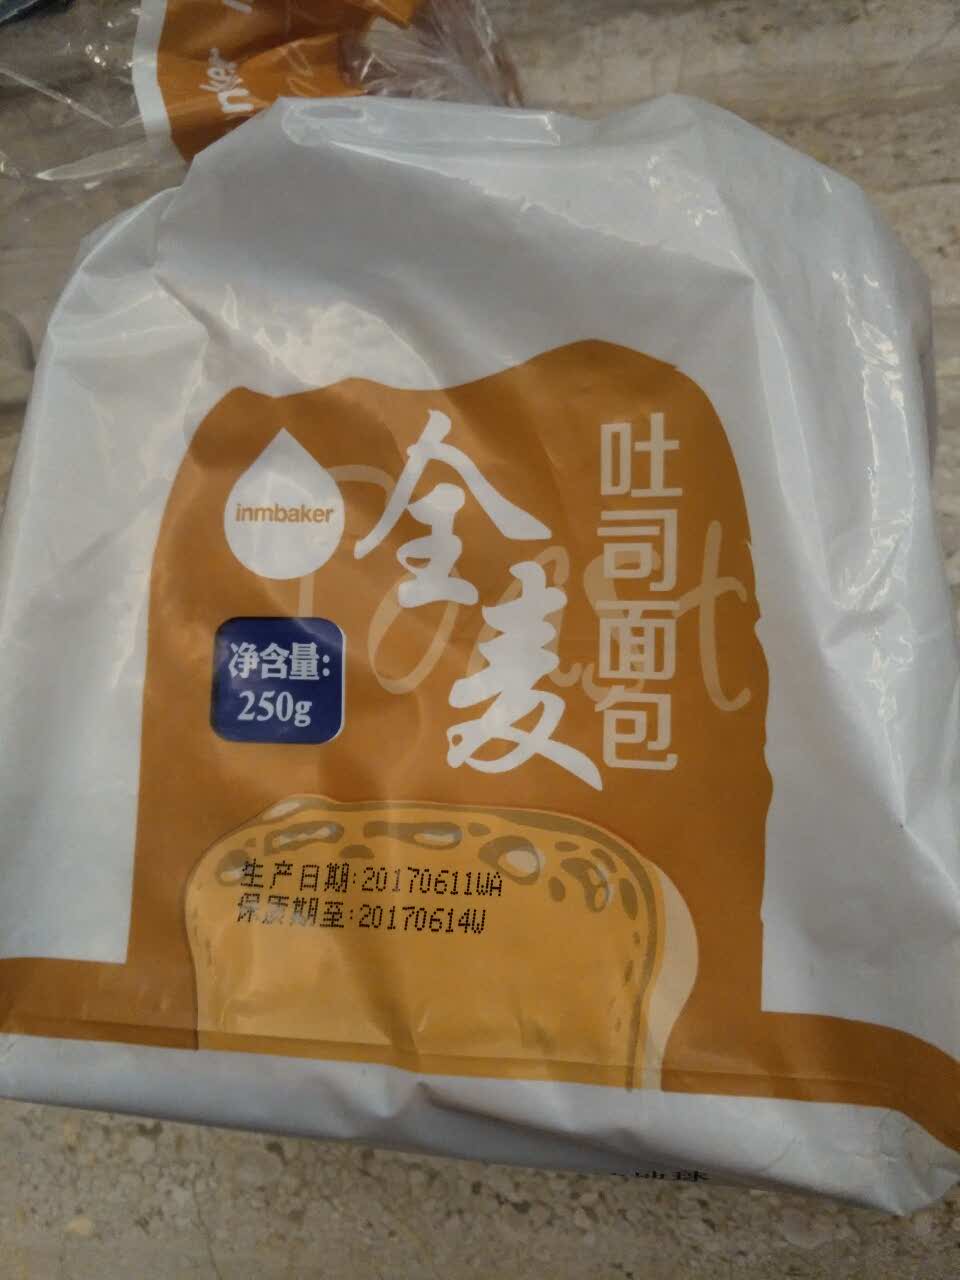 inmbaker
全麦
吐司面包
Toast
净含量:
250g
生产日期:20170611WA
保质期至:20170614W